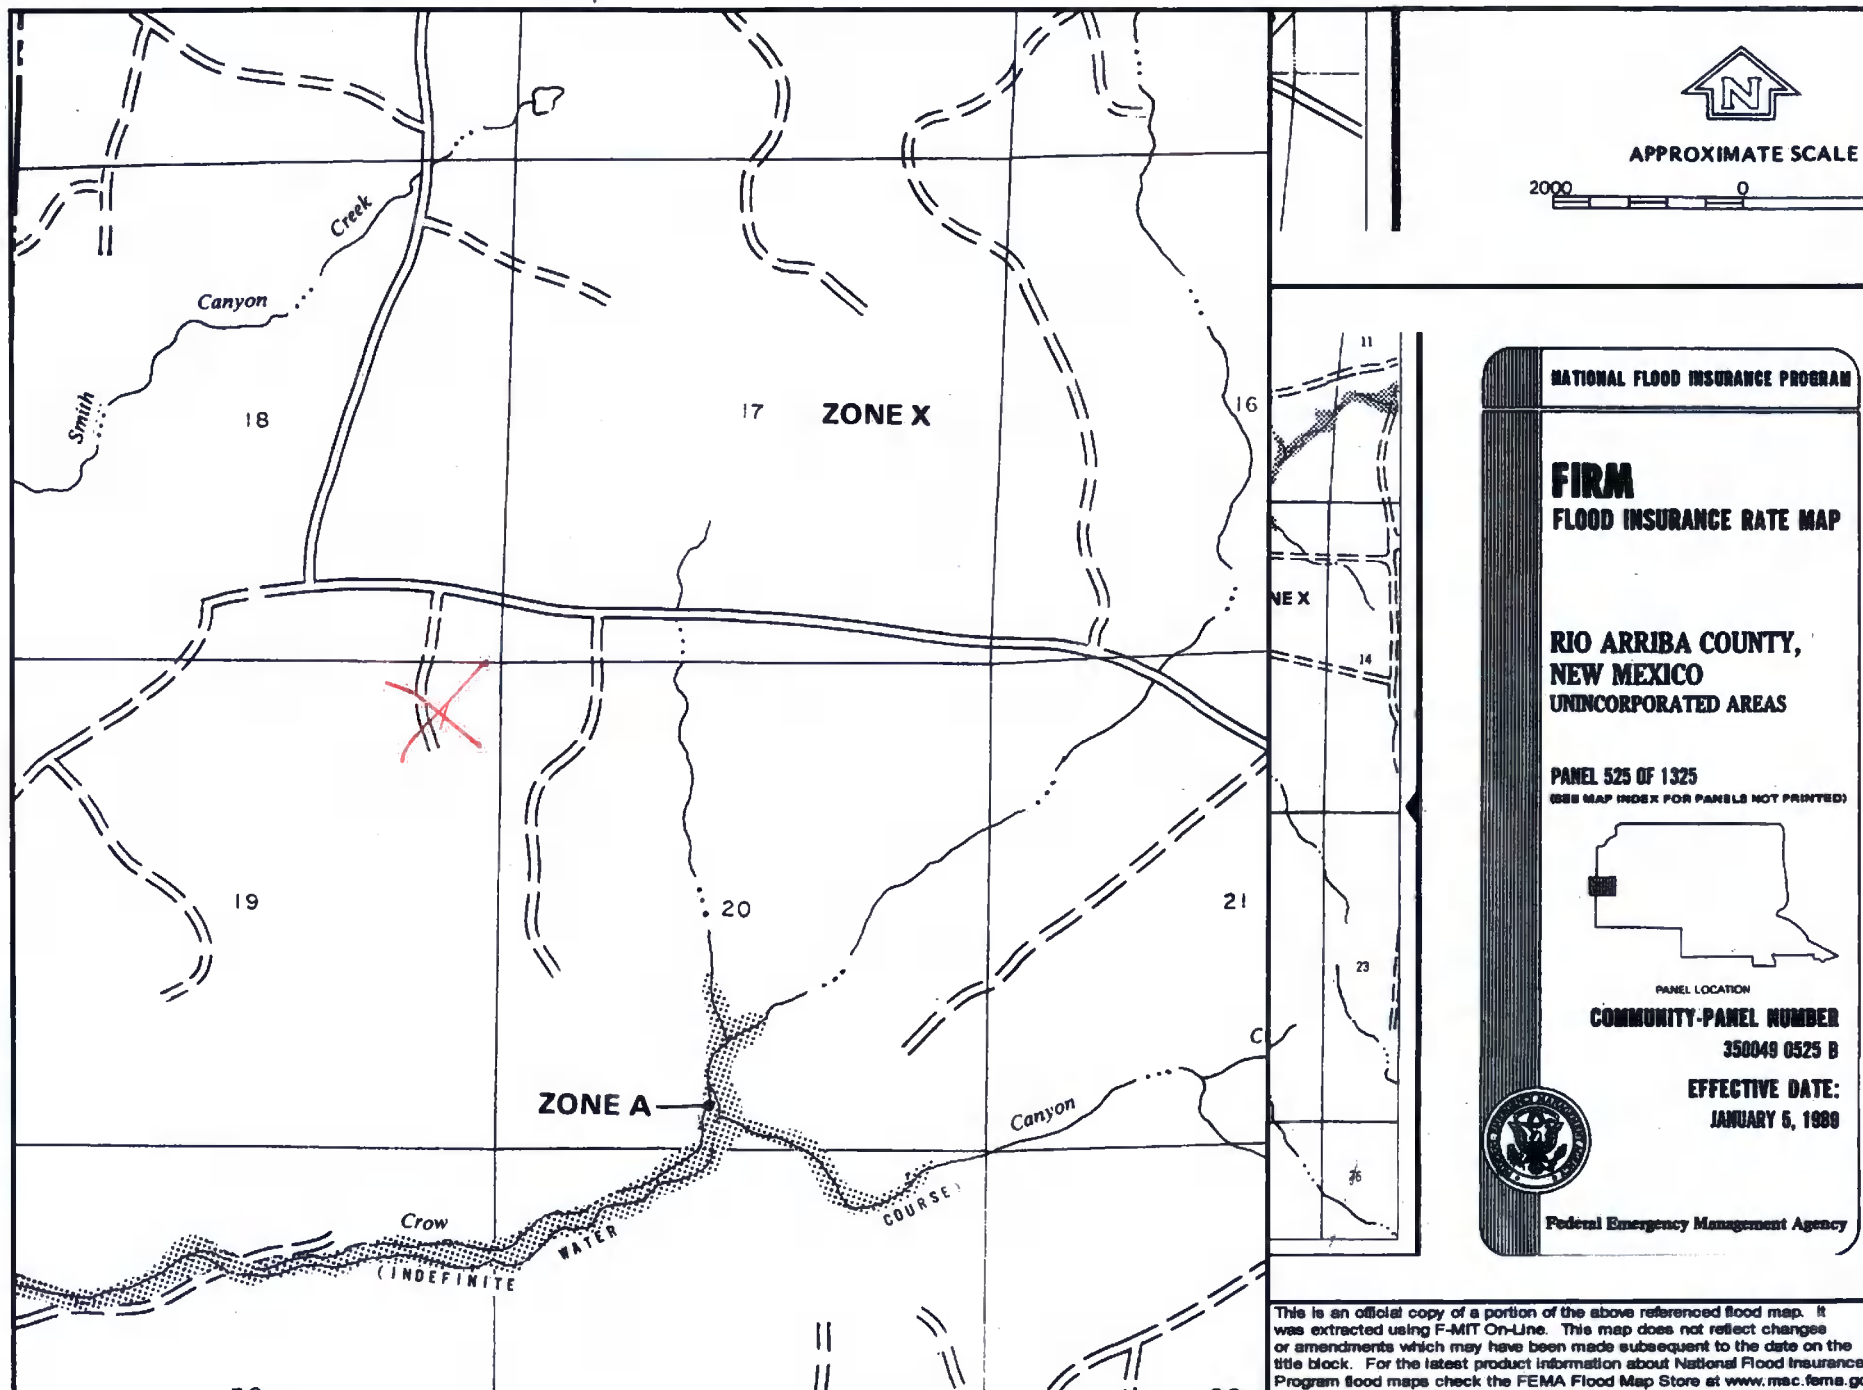 N
APPROXIMATE SCALE
2000 0
Creek
Canyon
Smith
18
17
ZONE X
16
11
NE X
14
19
20
21
23
ZONE A
C
Canyon
Crow
(INDEFINITE
WATER
COURSE)
NATIONAL FLOOD INSURANCE PROGRAM
FIRM
FLOOD INSURANCE RATE MAP
RIO ARRIBA COUNTY,
NEW MEXICO
UNINCORPORATED AREAS
PANEL 525 OF 1325
(SEE MAP INDEX FOR PANELS NOT PRINTED)
PANEL LOCATION
COMMUNITY-PANEL NUMBER
350049 0525 B
EFFECTIVE DATE:
JANUARY 5, 1989
Federal Emergency Management Agency
This is an official copy of a portion of the above referenced flood map. It
was extracted using F-MIT On-Line. This map does not reflect changes
or amendments which may have been made subsequent to the date on the
title block. For the latest product information about National Flood Insurance
Program flood maps check the FEMA Flood Map Store at www.msc.fema.go